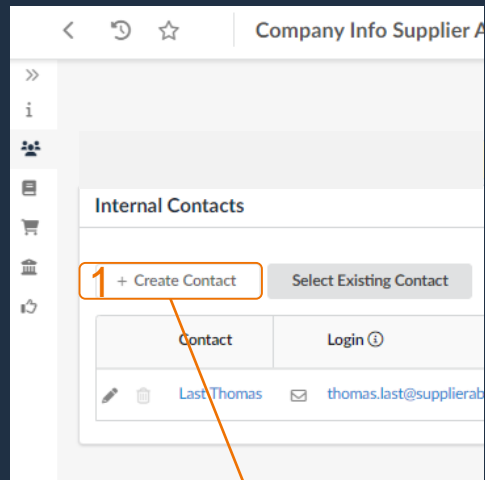 Company Info Supplier A
Internal Contacts
1 + Create Contact Select Existing Contact
Contact Login
Last Thomas thomas.last@supplierab